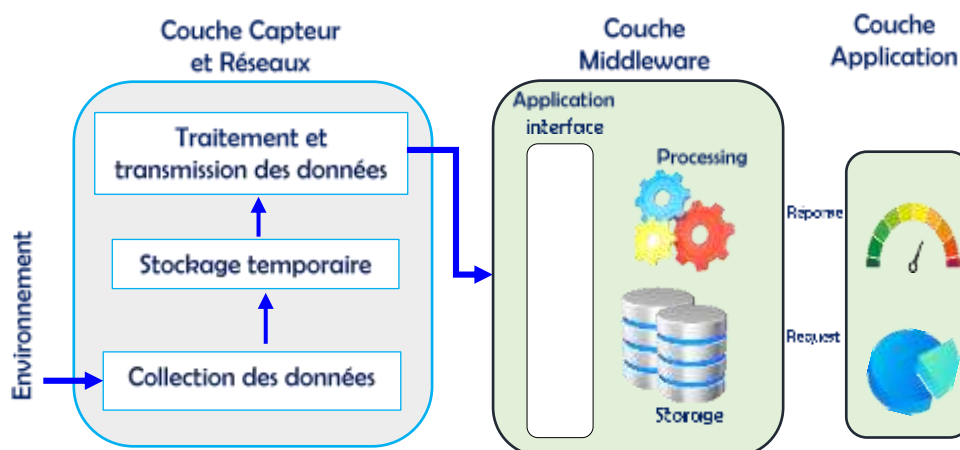 Couche Capteur
et Réseaux
Traitement et
transmission des données
Stockage temporaire
Collection des données
Environnement
Couche
Middleware
Application
interface
Processing
Storage
Réponse
Request
Couche
Application